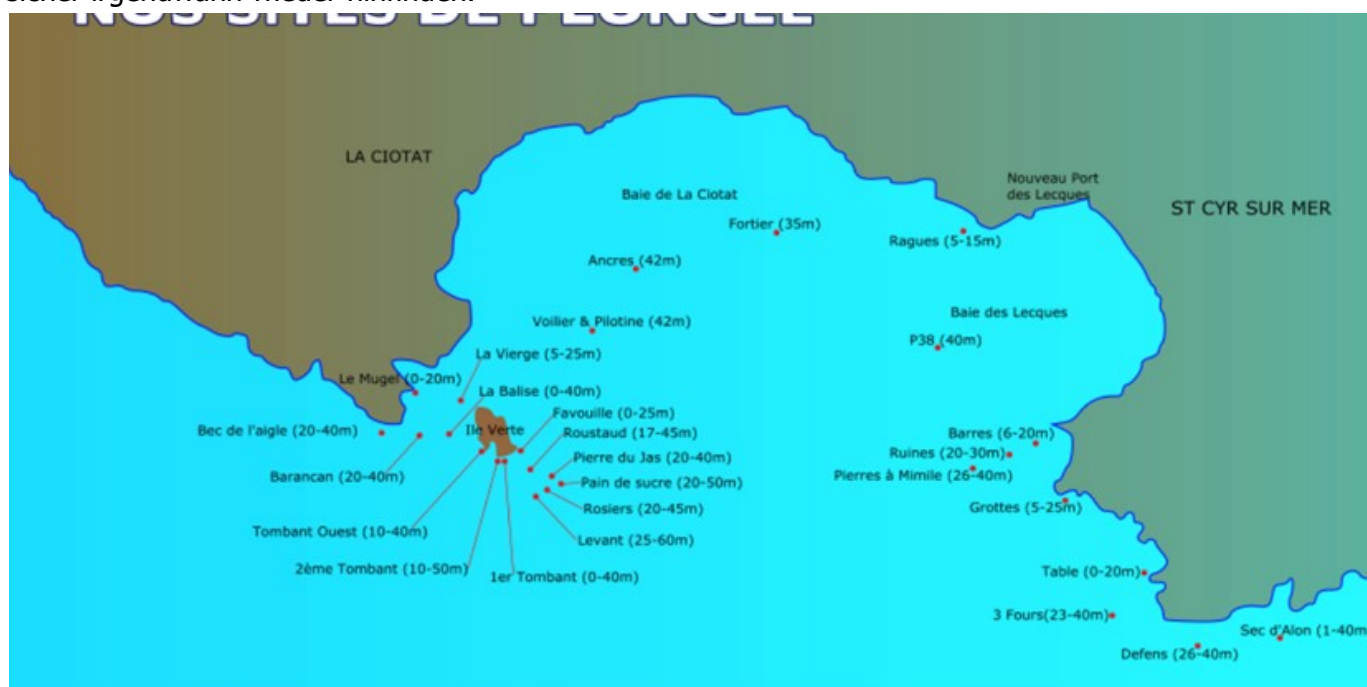 NOS SITES DE PLONGÉE
LA CIOTAT
Nouveau Port
des Lecques
Baie de La Ciotat
ST CYR SUR MER
Fortier (35m)
Ragues (5-15m)
Ancres (42m)
Baie des Lecques
Voilier & Pilotine (42m)
P38 (40m)
La Vierge (5-25m)
Le Mugel (0-20m)
La Balise (0-40m)
Favouille (0-25m)
Bec de l'aigle (20-40m)
Ile Verte
Roustaud (17-45m)
Barres (6-20m)
Ruines (20-30m)
Pierre du Jas (20-40m)
Barancan (20-40m)
Pierres à Mimile (26-40m)
Pain de sucre (20-50m)
Rosiers (20-45m)
Grottes (5-25m)
Tombant Ouest (10-40m)
Levant (25-60m)
2ème Tombant (10-50m)
1er Tombant (0-40m)
Table (0-20m)
3 Fours(23-40m)
Sec d'Alon (1-40m
Defens (26-40m)